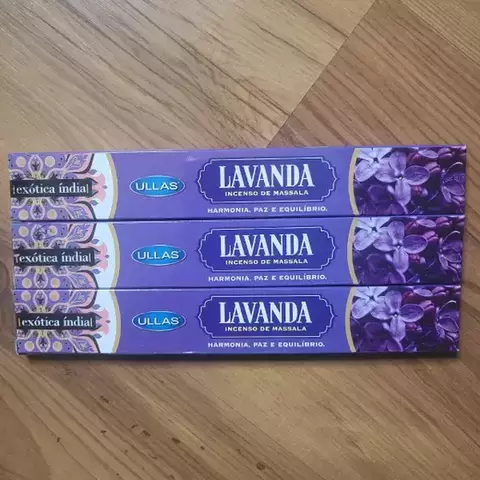 ¡exótica índia!
ULLAS
LAVANDA
INCENSO DE MASSALA
HARMONIA, PAZ E EQUILÍBRIO.
¡exótica índia!
ULLAS
LAVANDA
INCENSO DE MASSALA
HARMONIA, PAZ E EQUILÍBRIO.
¡exótica índia!
ULLAS
LAVANDA
INCENSO DE MASSALA
HARMONIA, PAZ E EQUILÍBRIO.